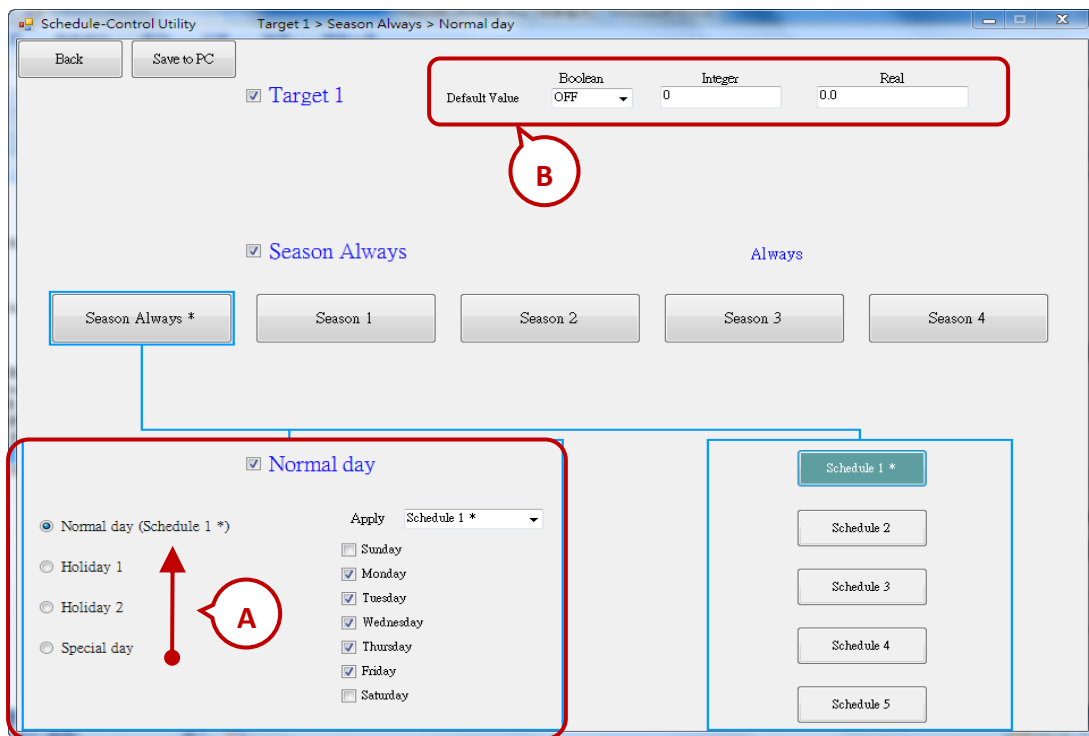 Schedule-Control Utility Target 1 > Season Always > Normal day
Back Save to PC
Boolean Integer Real
Target 1 Default Value OFF 0 0.0
B
Season Always Always
Season Always * Season 1 Season 2 Season 3 Season 4
Normal day
Normal day (Schedule 1 *)
Holiday 1
Holiday 2
Special day
A
Apply Schedule 1 *
Sunday
Monday
Tuesday
Wednesday
Thursday
Friday
Saturday
Schedule 1 *
Schedule 2
Schedule 3
Schedule 4
Schedule 5